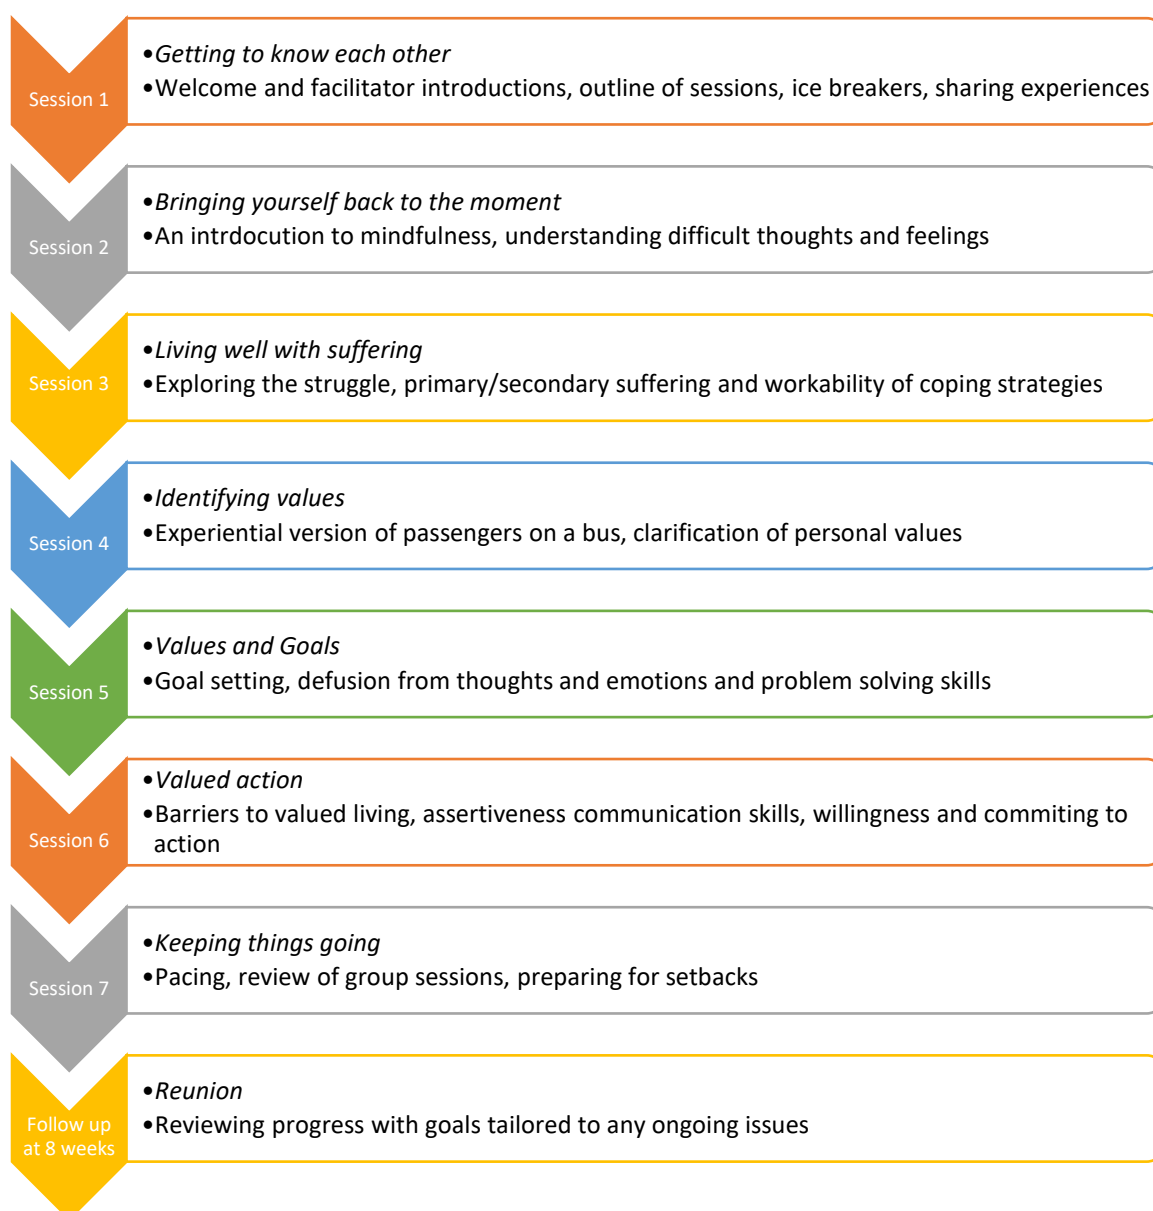 Session 1
•Getting to know each other
•Welcome and facilitator introductions, outline of sessions, ice breakers, sharing experiences
Session 2
•Bringing yourself back to the moment
•An intrdocution to mindfulness, understanding difficult thoughts and feelings
Session 3
•Living well with suffering
•Exploring the struggle, primary/secondary suffering and workability of coping strategies
Session 4
•Identifying values
•Experiential version of passengers on a bus, clarification of personal values
Session 5
•Values and Goals
•Goal setting, defusion from thoughts and emotions and problem solving skills
Session 6
•Valued action
•Barriers to valued living, assertiveness communication skills, willingness and commiting to
action
Session 7
•Keeping things going
•Pacing, review of group sessions, preparing for setbacks
Follow up
at 8 weeks
•Reunion
•Reviewing progress with goals tailored to any ongoing issues